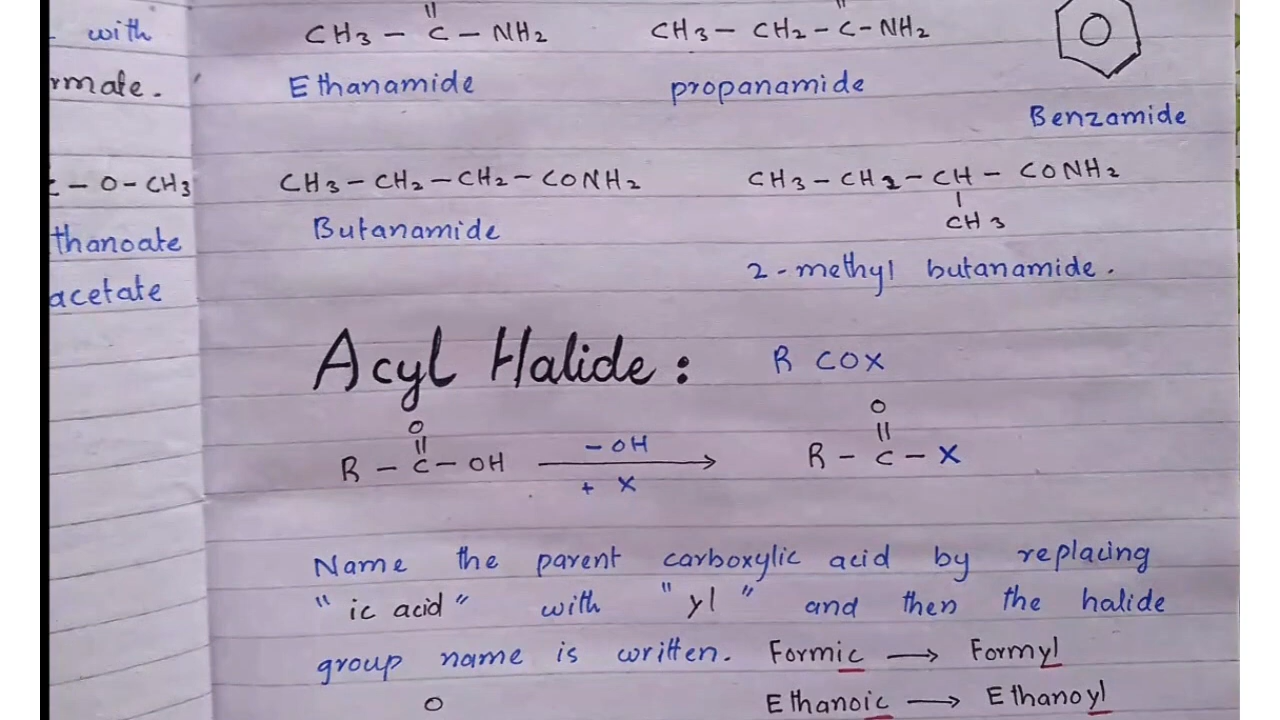 with
rmate.
- O - CH3
thanoate
acetate
CH3 - C - NH2
CH3 - CH2 - C - NH2
Ethanamide
propanamide
Benzamide
CH3 - CH2 - CH2 - CONH2
CH3 - CH2 - CH - CONH2
CH3
Butanamide
2-methyl butanamide.
Acyl Halide : R COX
O
R - C - OH
- OH
+ X
O
R - C - X
Name the parent carboxylic acid by replacing
"ic acid" with "yl" and then the halide
group name is written. Formic → Formyl
O
Ethanoic → Ethanoyl